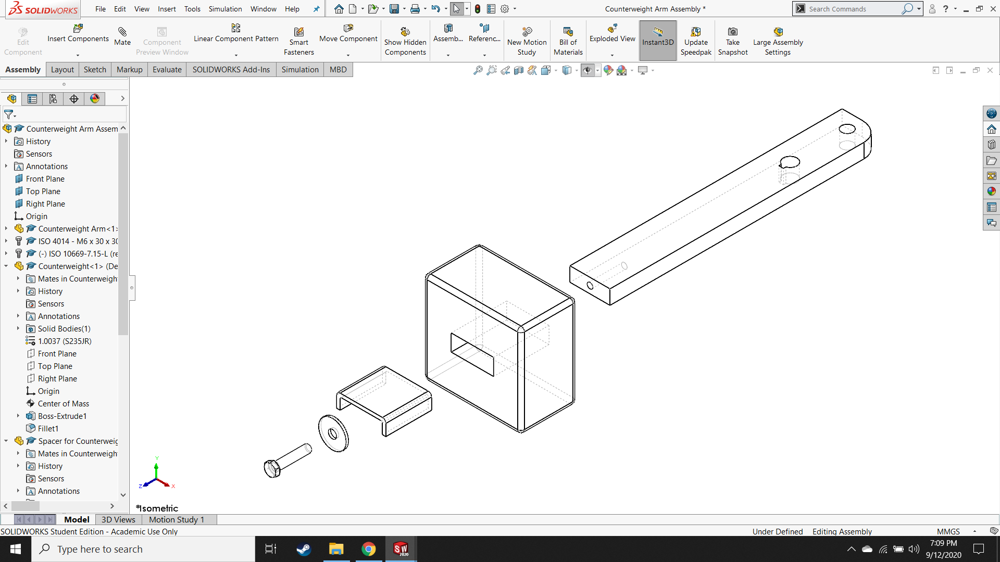 SOLIDWORKS File Edit View Insert Tools Simulation Window Help Counterweight Arm Assembly * Search Commands ?
Edit Component
Insert Components
Mate
Component Preview Window
Linear Component Pattern
Smart Fasteners
Move Component
Show Hidden Components
Assemb...
Referenc...
New Motion Study
Bill of Materials
Exploded View
Instant3D
Update Speedpak
Take Snapshot
Large Assembly Settings
Assembly Layout Sketch Markup Evaluate SOLIDWORKS Add-Ins Simulation MBD
Counterweight Arm Assem
History
Sensors
Annotations
Front Plane
Top Plane
Right Plane
Origin
Counterweight Arm<1>
ISO 4014 - M6 x 30 x 30
(-) ISO 10669-7.15-L (re
Counterweight<1> (De
Mates in Counterweigh
History
Sensors
Annotations
Solid Bodies(1)
1.0037 (S235JR)
Front Plane
Top Plane
Right Plane
Origin
Center of Mass
Boss-Extrude1
Fillet1
Spacer for Counterweig
Mates in Counterweigh
History
Sensors
Annotations
Y
Z X
*Isometric
Model 3D Views Motion Study 1
SOLIDWORKS Student Edition - Academic Use Only Under Defined Editing Assembly MMGS
Type here to search
SW 2020
7:09 PM
9/12/2020